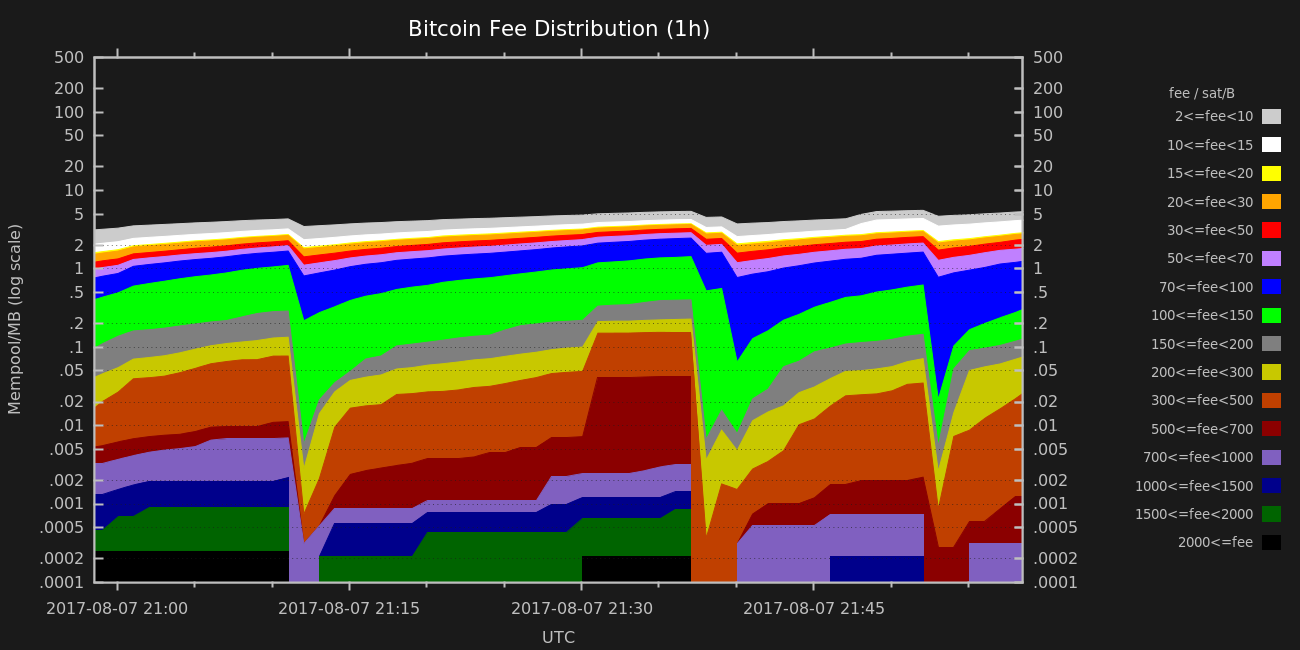 Bitcoin Fee Distribution (1h)
Mempool/MB (log scale)
500
200
100
50
20
10
5
2
1
.5
.2
.1
.05
.02
.01
.005
.002
.001
.0005
.0002
.0001
500
200
100
50
20
10
5
2
1
.5
.2
.1
.05
.02
.01
.005
.002
.001
.0005
.0002
.0001
2017-08-07 21:00 2017-08-07 21:15 2017-08-07 21:30 2017-08-07 21:45
UTC
fee / sat/B
2<=fee<10
10<=fee<15
15<=fee<20
20<=fee<30
30<=fee<50
50<=fee<70
70<=fee<100
100<=fee<150
150<=fee<200
200<=fee<300
300<=fee<500
500<=fee<700
700<=fee<1000
1000<=fee<1500
1500<=fee<2000
2000<=fee